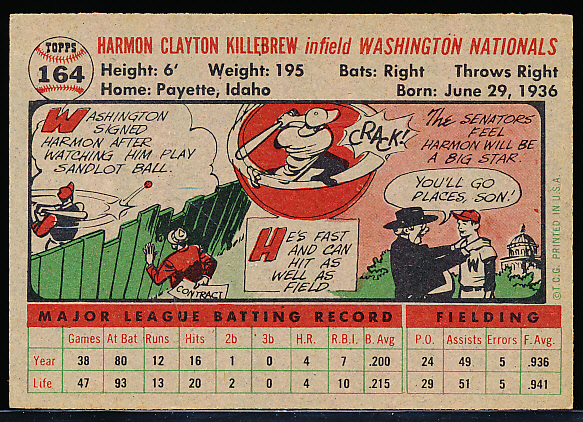 TOPPS
164
HARMON CLAYTON KILLEBREW infield WASHINGTON NATIONALS
Height: 6' Weight: 195 Bats: Right Throws Right
Home: Payette, Idaho Born: June 29, 1936
WASHINGTON
SIGNED
HARMON AFTER
WATCHING HIM PLAY
SANDLOT BALL.
CONTRACT
CRACK!
HE'S FAST
AND CAN
HIT AS
WELL AS
FIELD.
THE SENATORS
FEEL
HARMON WILL BE
A BIG STAR.
YOU'LL GO
PLACES, SON!
W
© T.C.G. PRINTED IN U.S.A.
MAJOR LEAGUE BATTING RECORD FIELDING
Games At Bat Runs Hits 2b 3b H.R. R.B.I. B. Avg P.O. Assists Errors F. Avg.
Year 38 80 12 16 1 0 4 7 .200 24 49 5 .936
Life 47 93 13 20 2 0 4 10 .215 29 51 5 .941